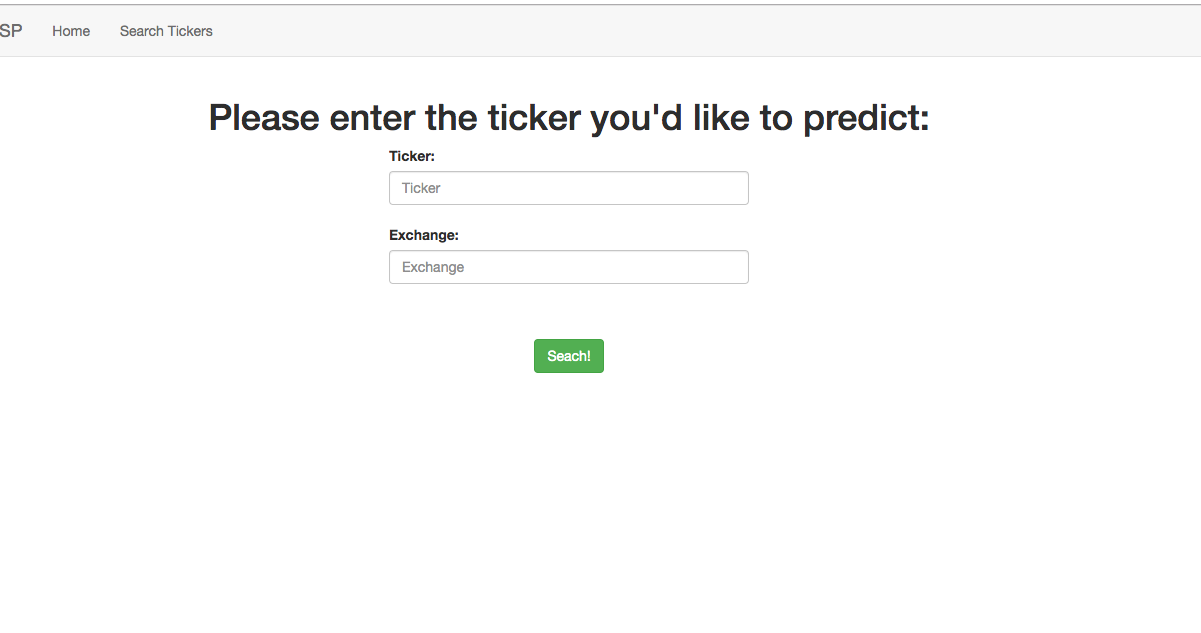 SP Home Search Tickers
Please enter the ticker you'd like to predict:
Ticker:
Ticker
Exchange:
Exchange
Seach!